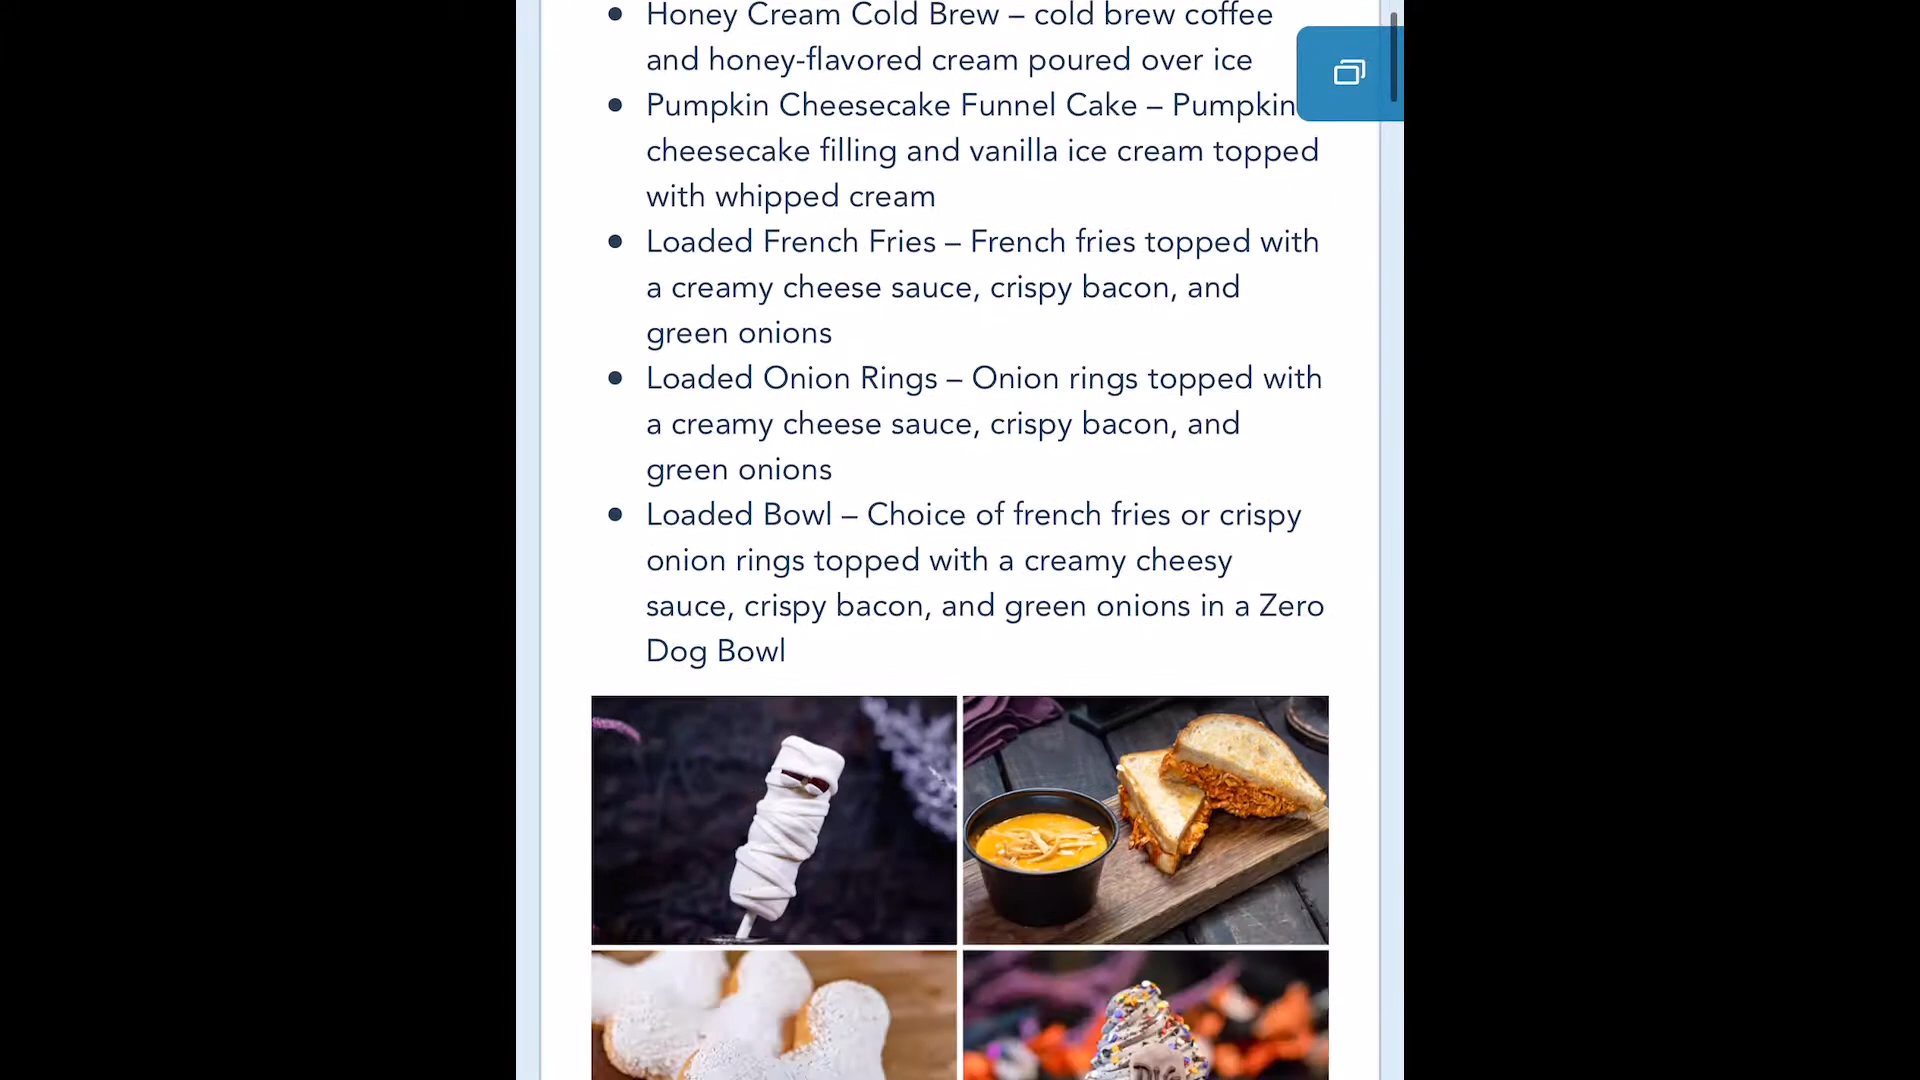 Honey Cream Cold Brew – cold brew coffee
and honey-flavored cream poured over ice
Pumpkin Cheesecake Funnel Cake – Pumpkin
cheesecake filling and vanilla ice cream topped
with whipped cream
Loaded French Fries – French fries topped with
a creamy cheese sauce, crispy bacon, and
green onions
Loaded Onion Rings – Onion rings topped with
a creamy cheese sauce, crispy bacon, and
green onions
Loaded Bowl – Choice of french fries or crispy
onion rings topped with a creamy cheesy
sauce, crispy bacon, and green onions in a Zero
Dog Bowl